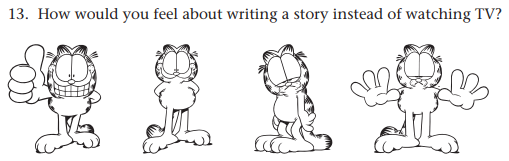 13. How would you feel about writing a story instead of watching TV?